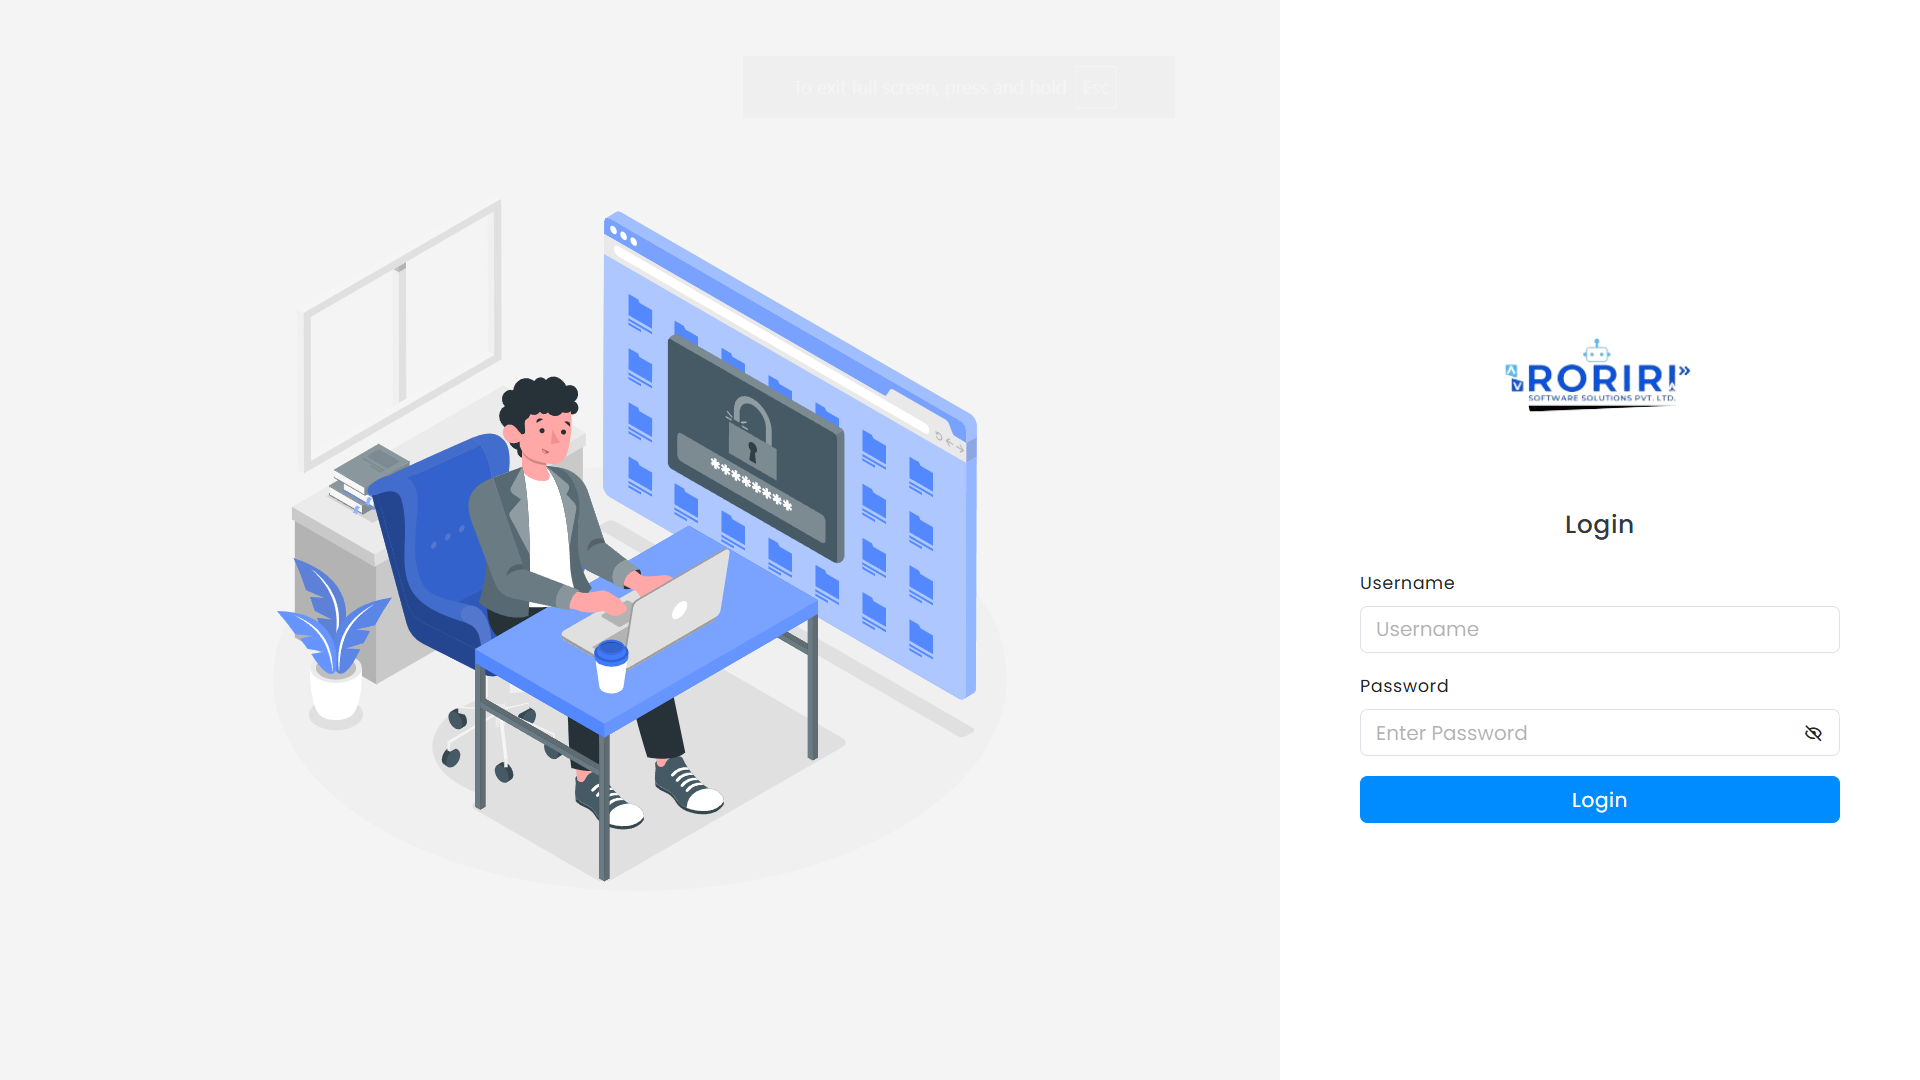 To exit full screen, press and hold Esc
********
RORIRI
SOFTWARE SOLUTIONS PVT. LTD.
Login
Username
Username
Password
Enter Password
Login